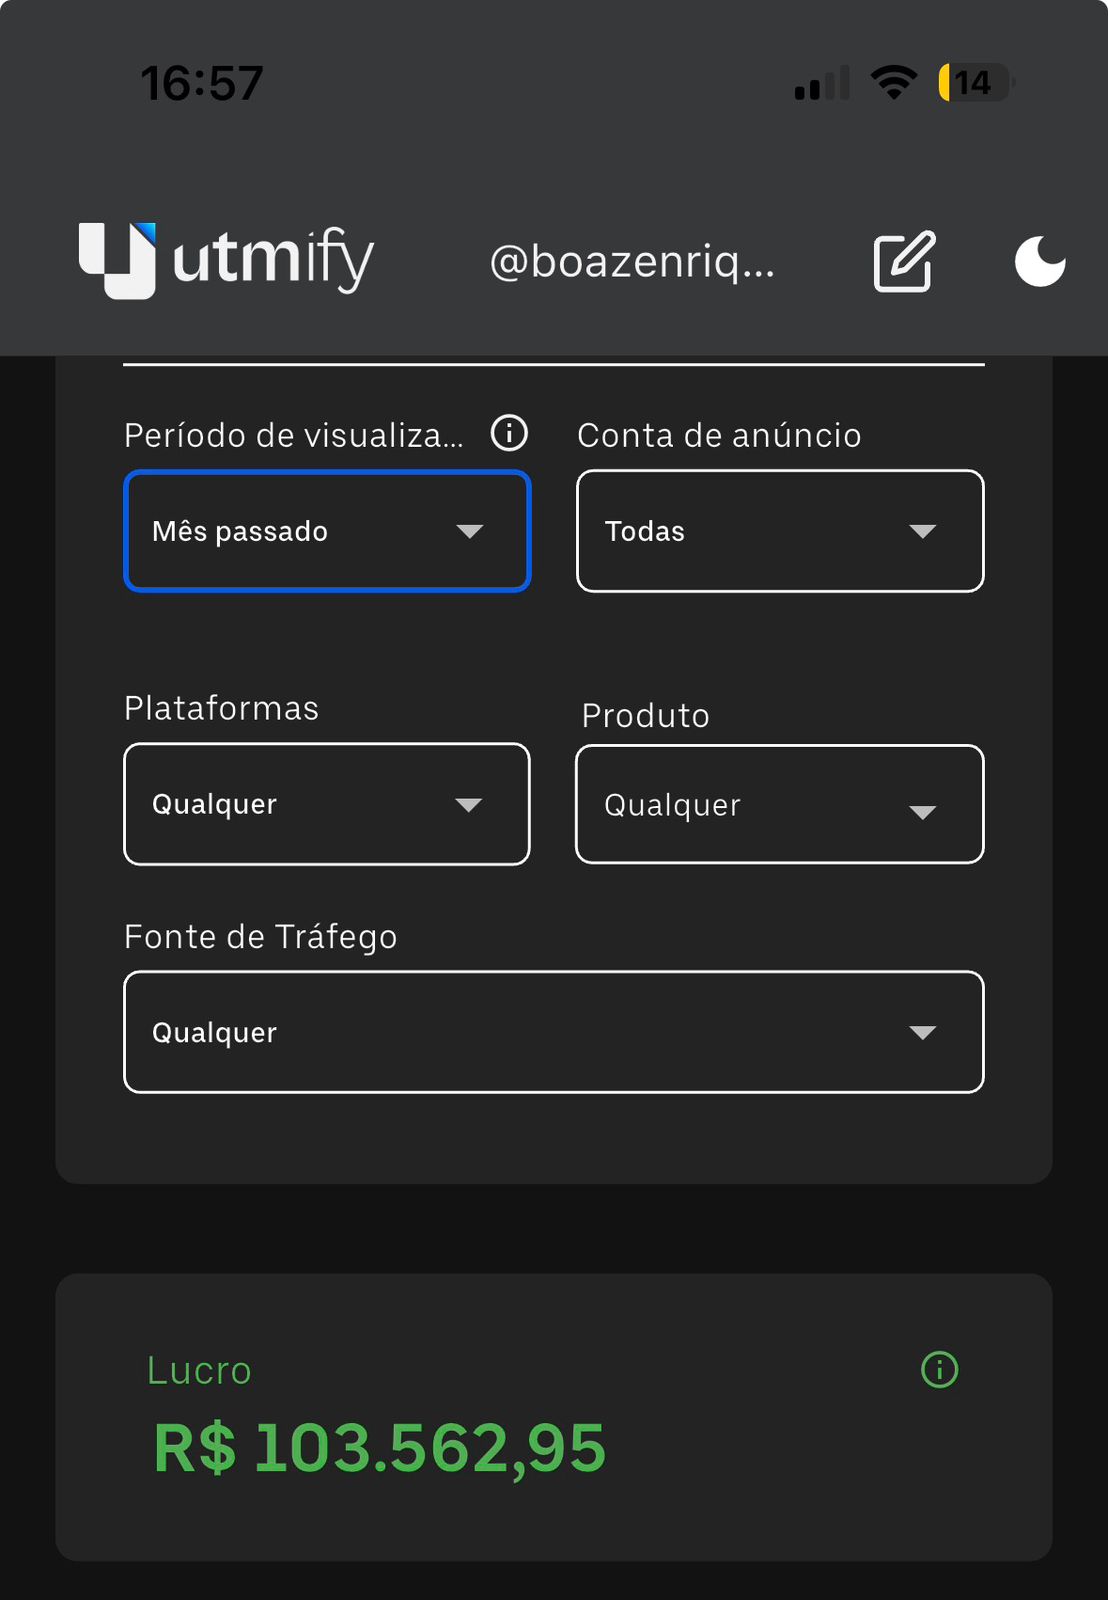 16:57
14
utmify
@boazenriq...
Período de visualiza...
Conta de anúncio
Mês passado
Todas
Plataformas
Produto
Qualquer
Qualquer
Fonte de Tráfego
Qualquer
Lucro
R$ 103.562,95